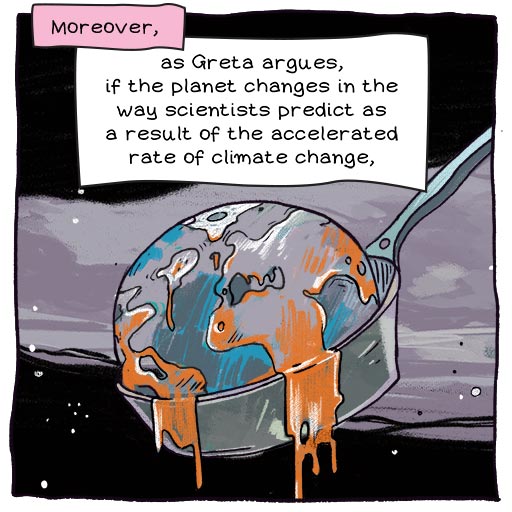 Moreover,
as Greta argues,
if the planet changes in the
way scientists predict as
a result of the accelerated
rate of climate change,